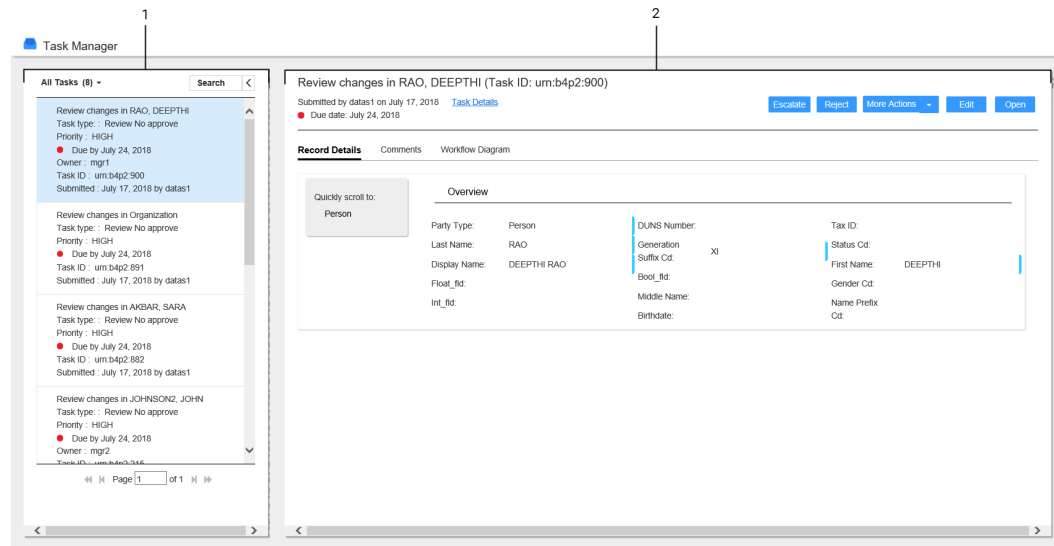 1
2
Task Manager
All Tasks (8)
Search
Review changes in RAO, DEEPTHI
Task type: : Review No approve
Priority : HIGH
Due by July 24, 2018
Owner : mgr1
Task ID : urn:b4p2:900
Submitted : July 17, 2018 by datas1
Review changes in Organization
Task type: : Review No approve
Priority : HIGH
Due by July 24, 2018
Task ID : urn:b4p2:891
Submitted : July 17, 2018 by datas1
Review changes in AKBAR, SARA
Task type: : Review No approve
Priority : HIGH
Due by July 24, 2018
Task ID : urn:b4p2:882
Submitted : July 17, 2018 by datas1
Review changes in JOHNSON2, JOHN
Task type: : Review No approve
Priority : HIGH
Due by July 24, 2018
Owner : mgr2
Task ID : urn:b4p2:215
Page 1 of 1
Review changes in RAO, DEEPTHI (Task ID: urn:b4p2:900)
Submitted by datas1 on July 17, 2018 Task Details
Due date: July 24, 2018
Escalate Reject More Actions Edit Open
Record Details Comments Workflow Diagram
Quickly scroll to:
Person
Overview
Party Type: Person
Last Name: RAO
Display Name: DEEPTHI RAO
Float_fld:
Int_fld:
DUNS Number:
Generation
Suffix Cd: XI
Bool_fld:
Middle Name:
Birthdate:
Tax ID:
Status Cd:
First Name: DEEPTHI
Gender Cd:
Name Prefix
Cd: